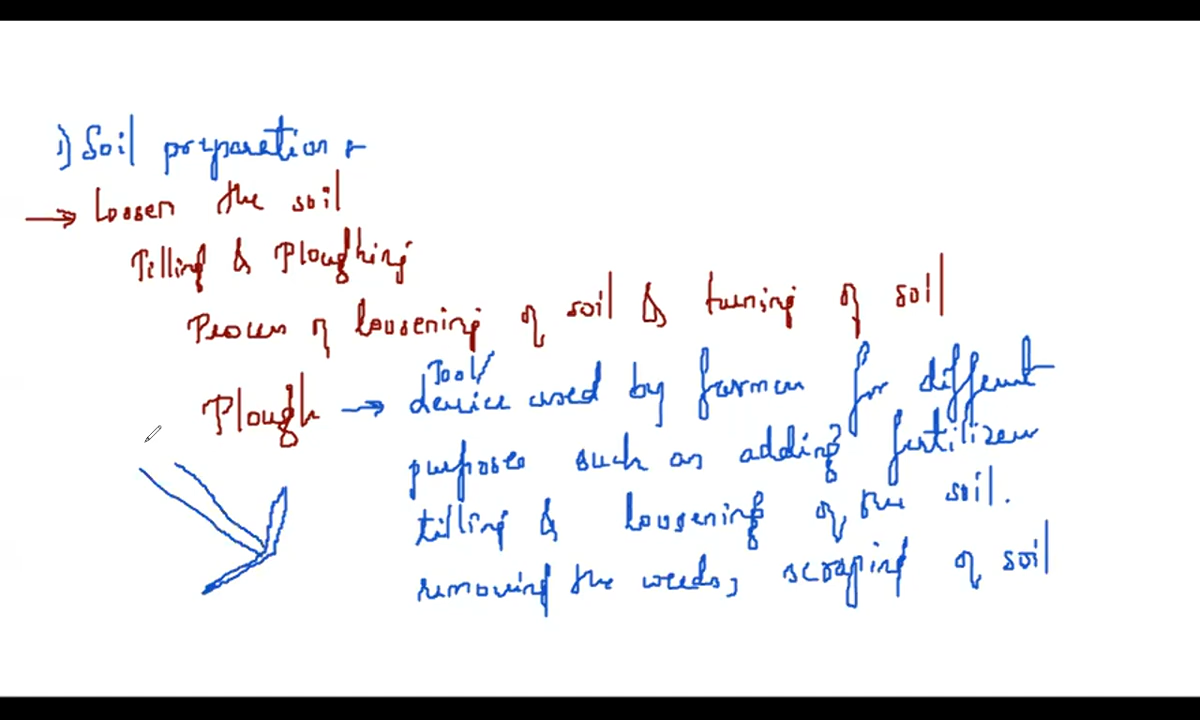 1) Soil preparation :-
→ Loosen the soil
Tilling & Ploughing
Process of loosening of soil & turning of soil
Plough → Tool/
device used by farmer for different
purposes such as adding fertilizer
tilling & loosening of the soil.
removing the weeds, scraping of soil